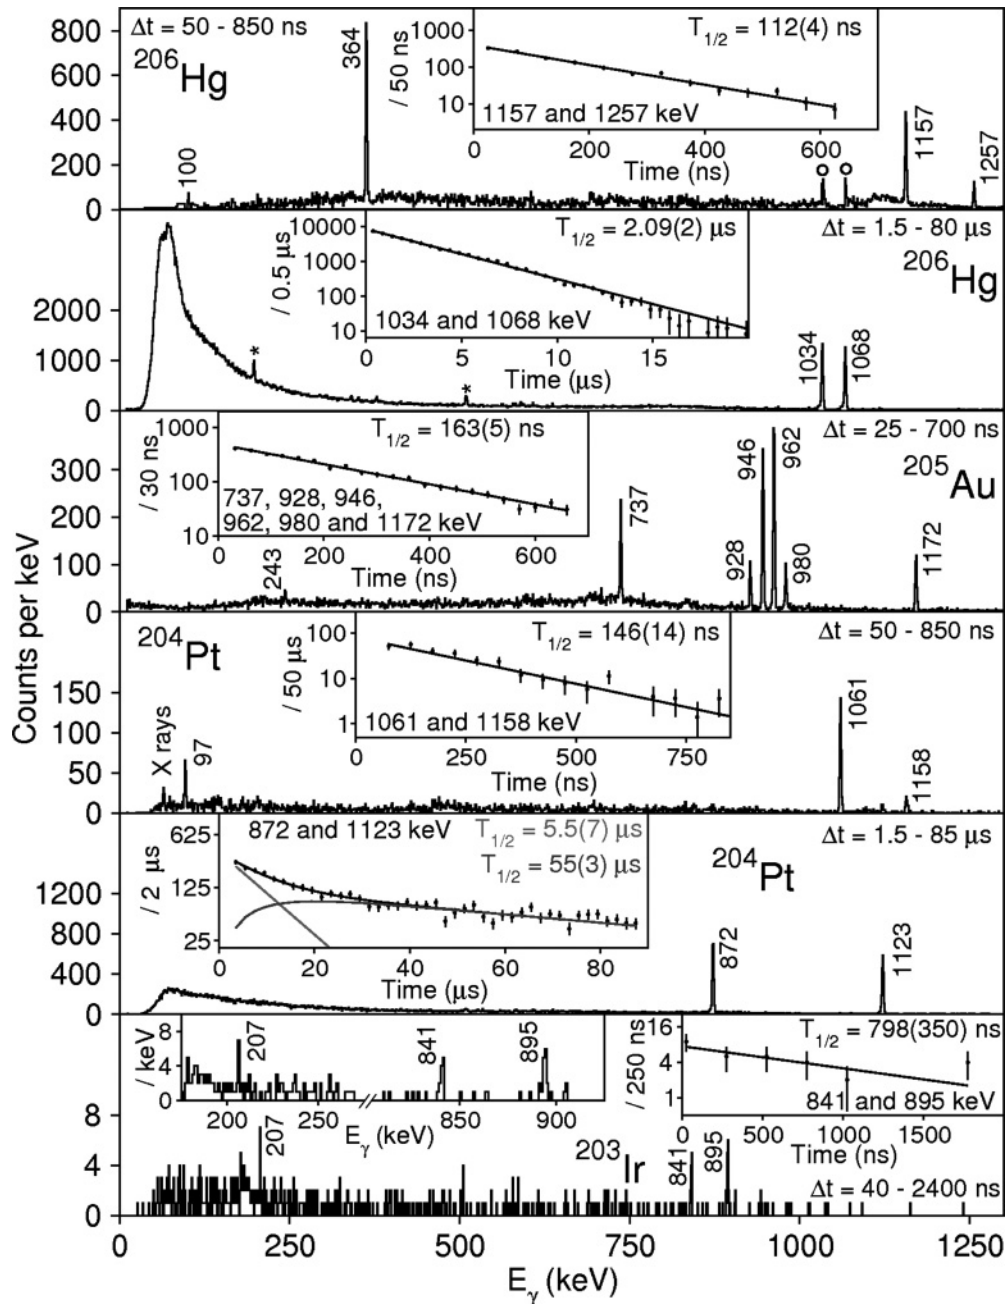 Counts per keV
Δt = 50 - 850 ns
206Hg
T1/2 = 112(4) ns
/ 50 ns
1000
100
10
1157 and 1257 keV
0 200 400 600
Time (ns)
800
600
400
200
0
100
364
1157
1257
Δt = 1.5 - 80 µs
206Hg
T1/2 = 2.09(2) µs
/ 0.5 µs
10000
1000
100
10
1034 and 1068 keV
0 5 10 15
Time (µs)
2000
1000
0
*
*
1034
1068
Δt = 25 - 700 ns
205Au
T1/2 = 163(5) ns
/ 30 ns
1000
100
10
737, 928, 946,
962, 980 and 1172 keV
0 200 400 600
Time (ns)
300
200
100
0
243
737
928
946
962
980
1172
204Pt
Δt = 50 - 850 ns
T1/2 = 146(14) ns
/ 50 µs
100
10
1
1061 and 1158 keV
0 250 500 750
Time (ns)
150
100
50
0
X rays
97
1061
1158
Δt = 1.5 - 85 µs
204Pt
872 and 1123 keV
T1/2 = 5.5(7) µs
T1/2 = 55(3) µs
/ 2 µs
625
125
25
0 20 40 60 80
Time (µs)
1200
800
400
0
872
1123
/ keV
8
4
0
207
841
895
200 250 850 900
Eγ (keV)
T1/2 = 798(350) ns
/ 250 ns
16
4
1
841 and 895 keV
0 500 1000 1500
Time (ns)
203Ir
Δt = 40 - 2400 ns
8
4
0
207
841
895
0 250 500 750 1000 1250
Eγ (keV)